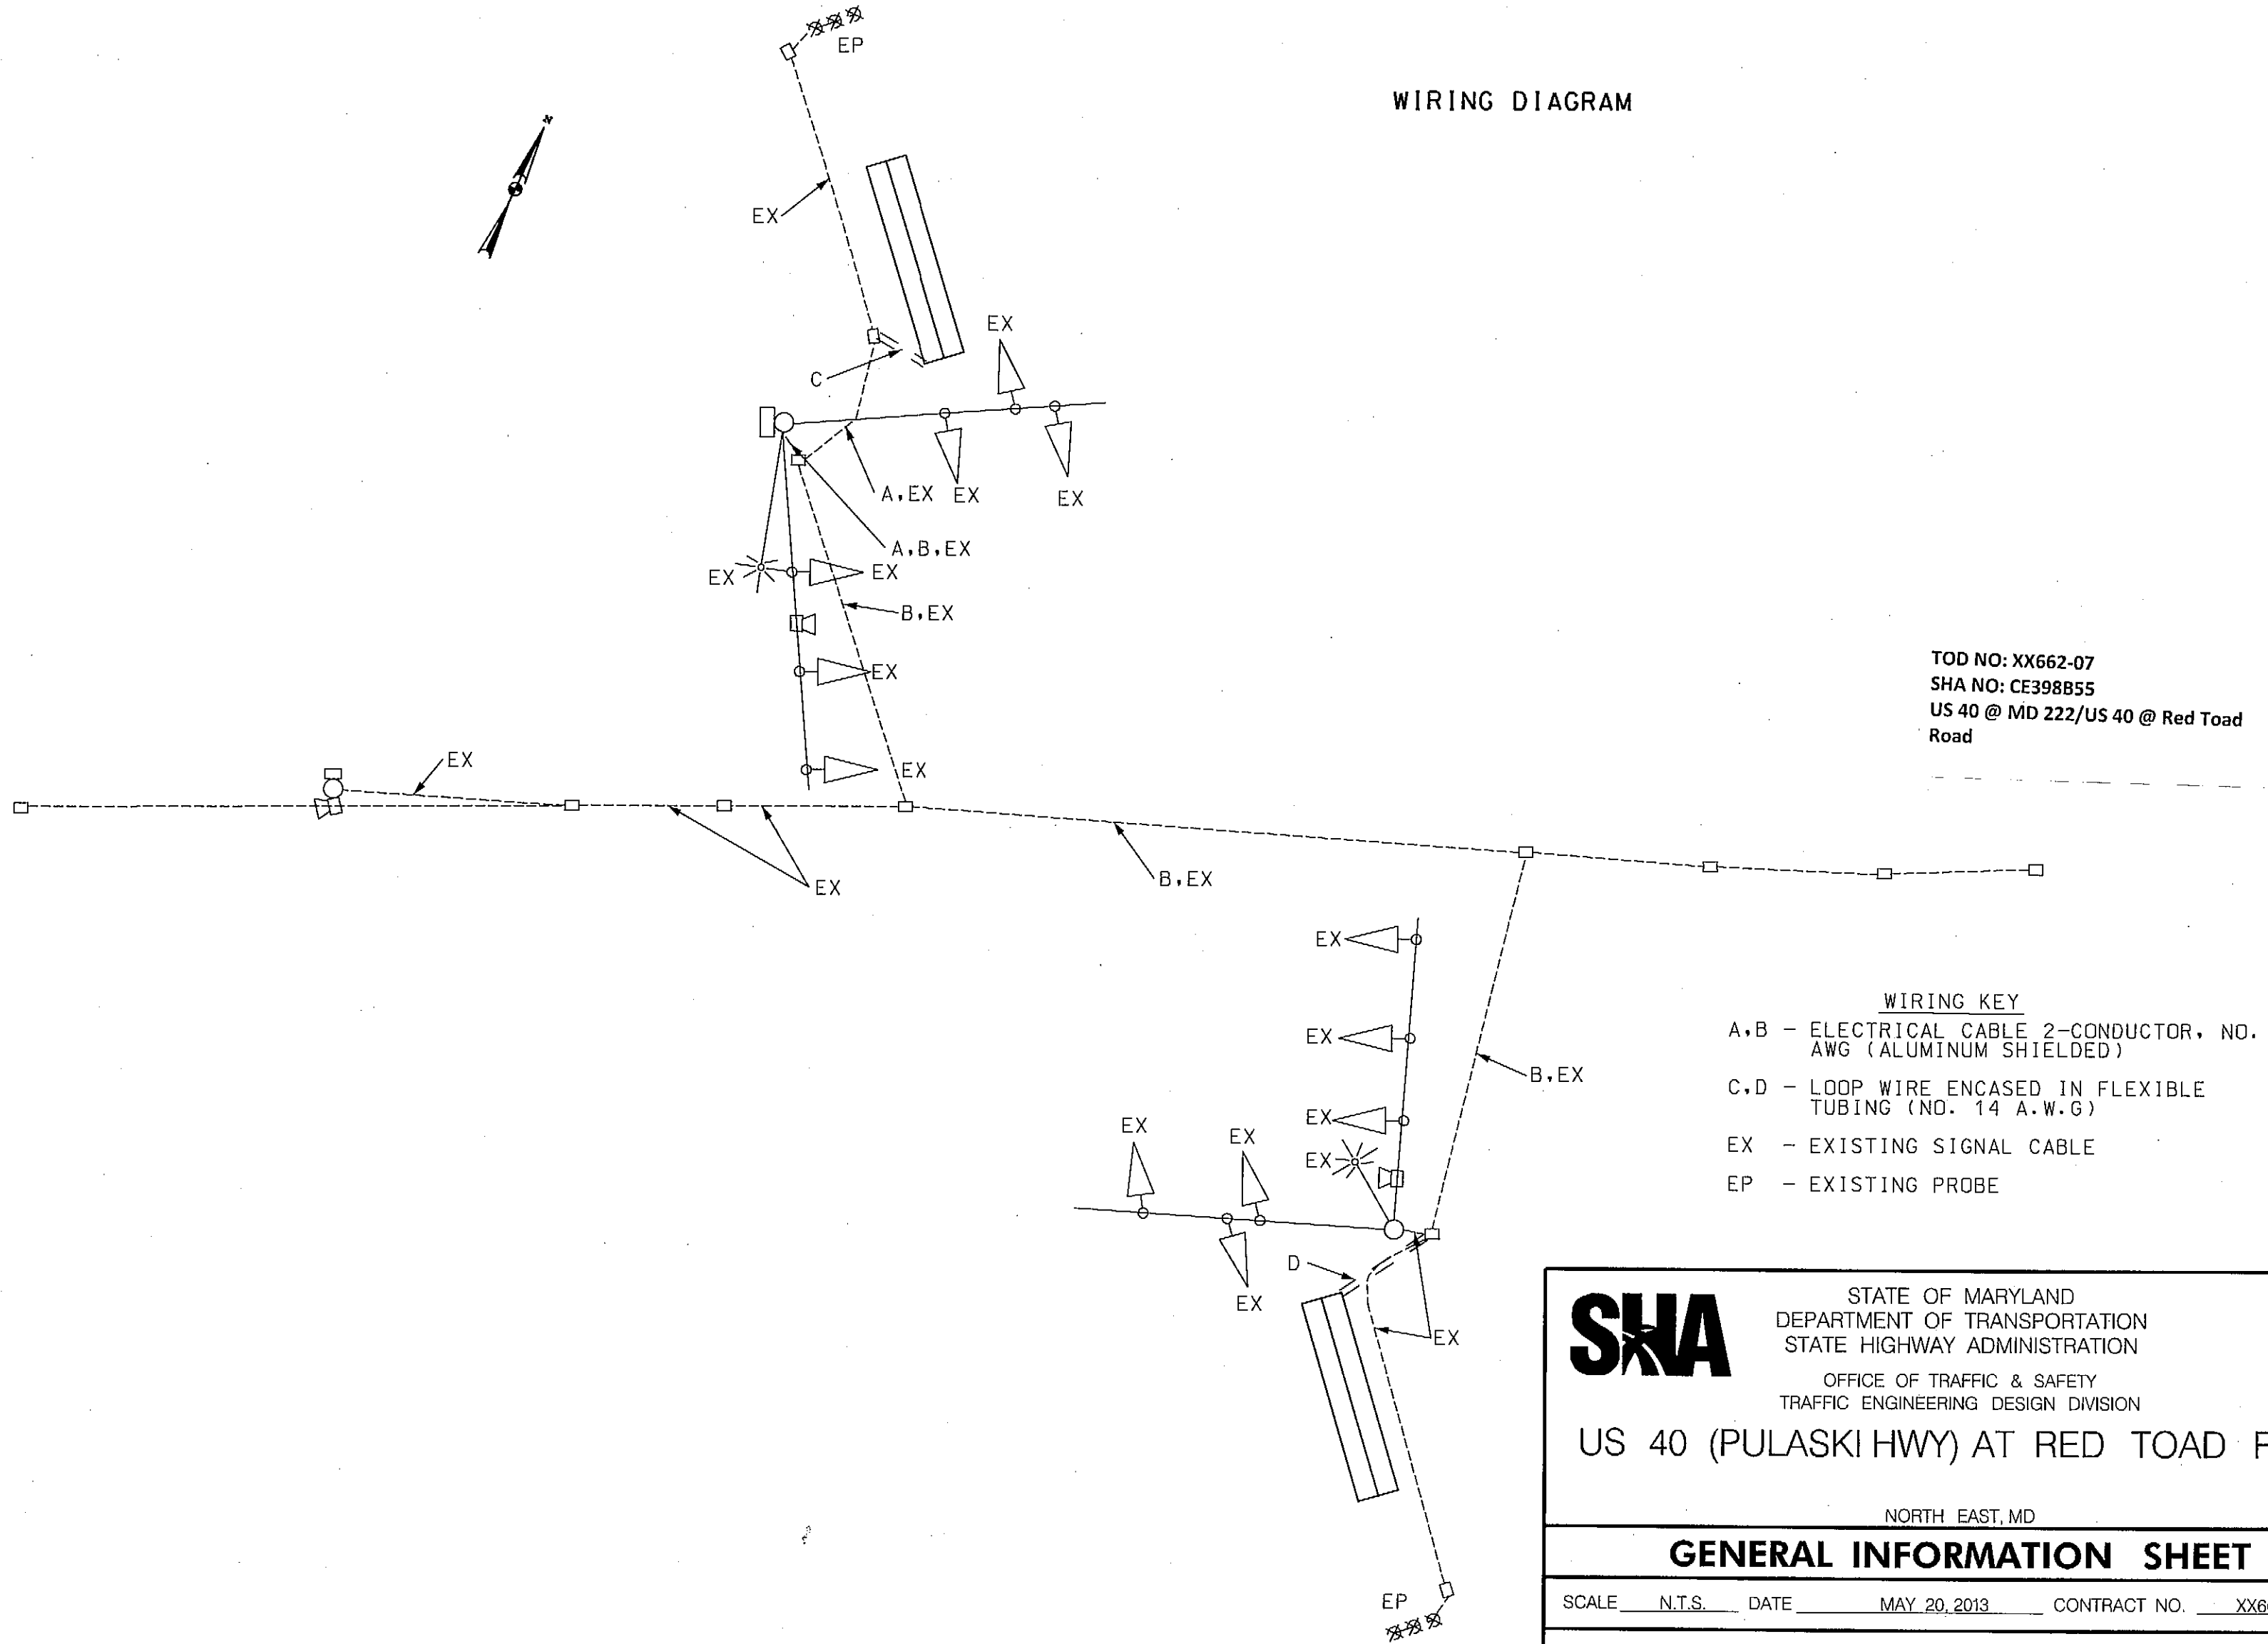 EP
WIRING DIAGRAM
N
EX
EX
C
A,EX
EX
EX
A,B,EX
EX
EX
B,EX
EX
EX
EX
EX
B,EX
TOD NO: XX662-07
SHA NO: CE398B55
US 40 @ MD 222/US 40 @ Red Toad
Road
EX
EX
EX
EX
EX
EX
EX
D
EX
B,EX
WIRING KEY
A,B - ELECTRICAL CABLE 2-CONDUCTOR, NO.
AWG (ALUMINUM SHIELDED)
C,D - LOOP WIRE ENCASED IN FLEXIBLE
TUBING (NO. 14 A.W.G)
EX - EXISTING SIGNAL CABLE
EP - EXISTING PROBE
EP
SHA
STATE OF MARYLAND
DEPARTMENT OF TRANSPORTATION
STATE HIGHWAY ADMINISTRATION
OFFICE OF TRAFFIC & SAFETY
TRAFFIC ENGINEERING DESIGN DIVISION
US 40 (PULASKI HWY) AT RED TOAD
NORTH EAST, MD
GENERAL INFORMATION SHEET
SCALE N.T.S. DATE MAY 20, 2013 CONTRACT NO.